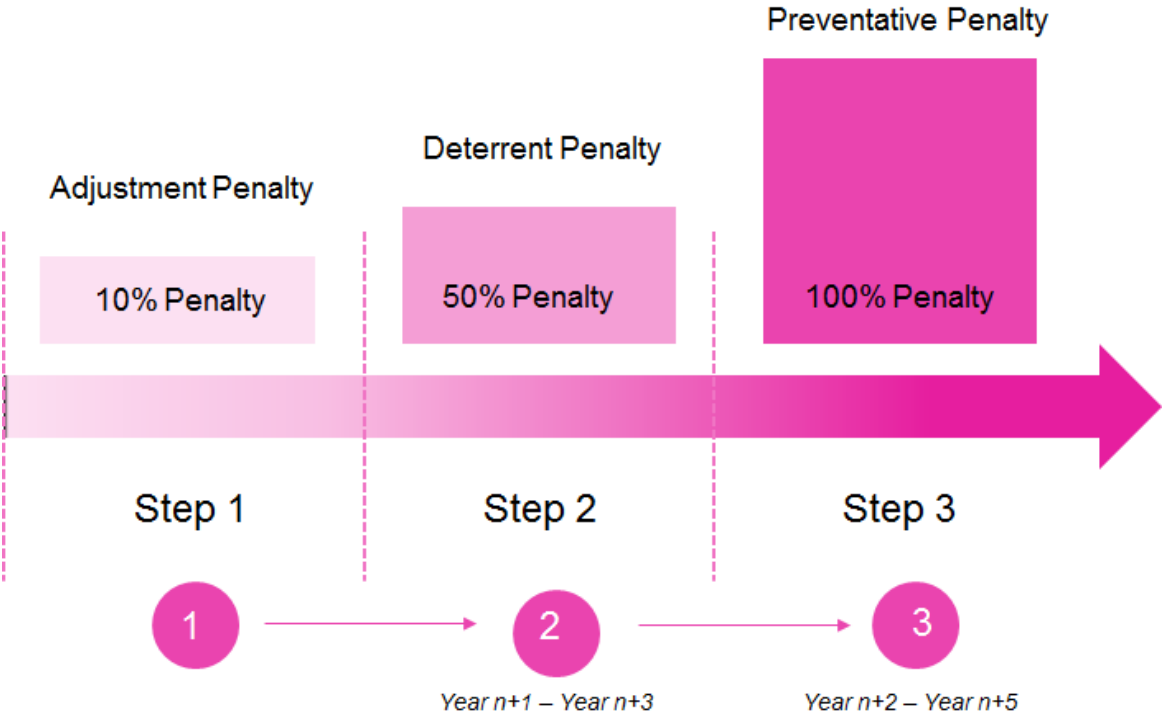 Preventative Penalty
Deterrent Penalty
Adjustment Penalty
10% Penalty
50% Penalty
100% Penalty
Step 1
Step 2
Step 3
1
2
3
Year n+1 – Year n+3
Year n+2 – Year n+5